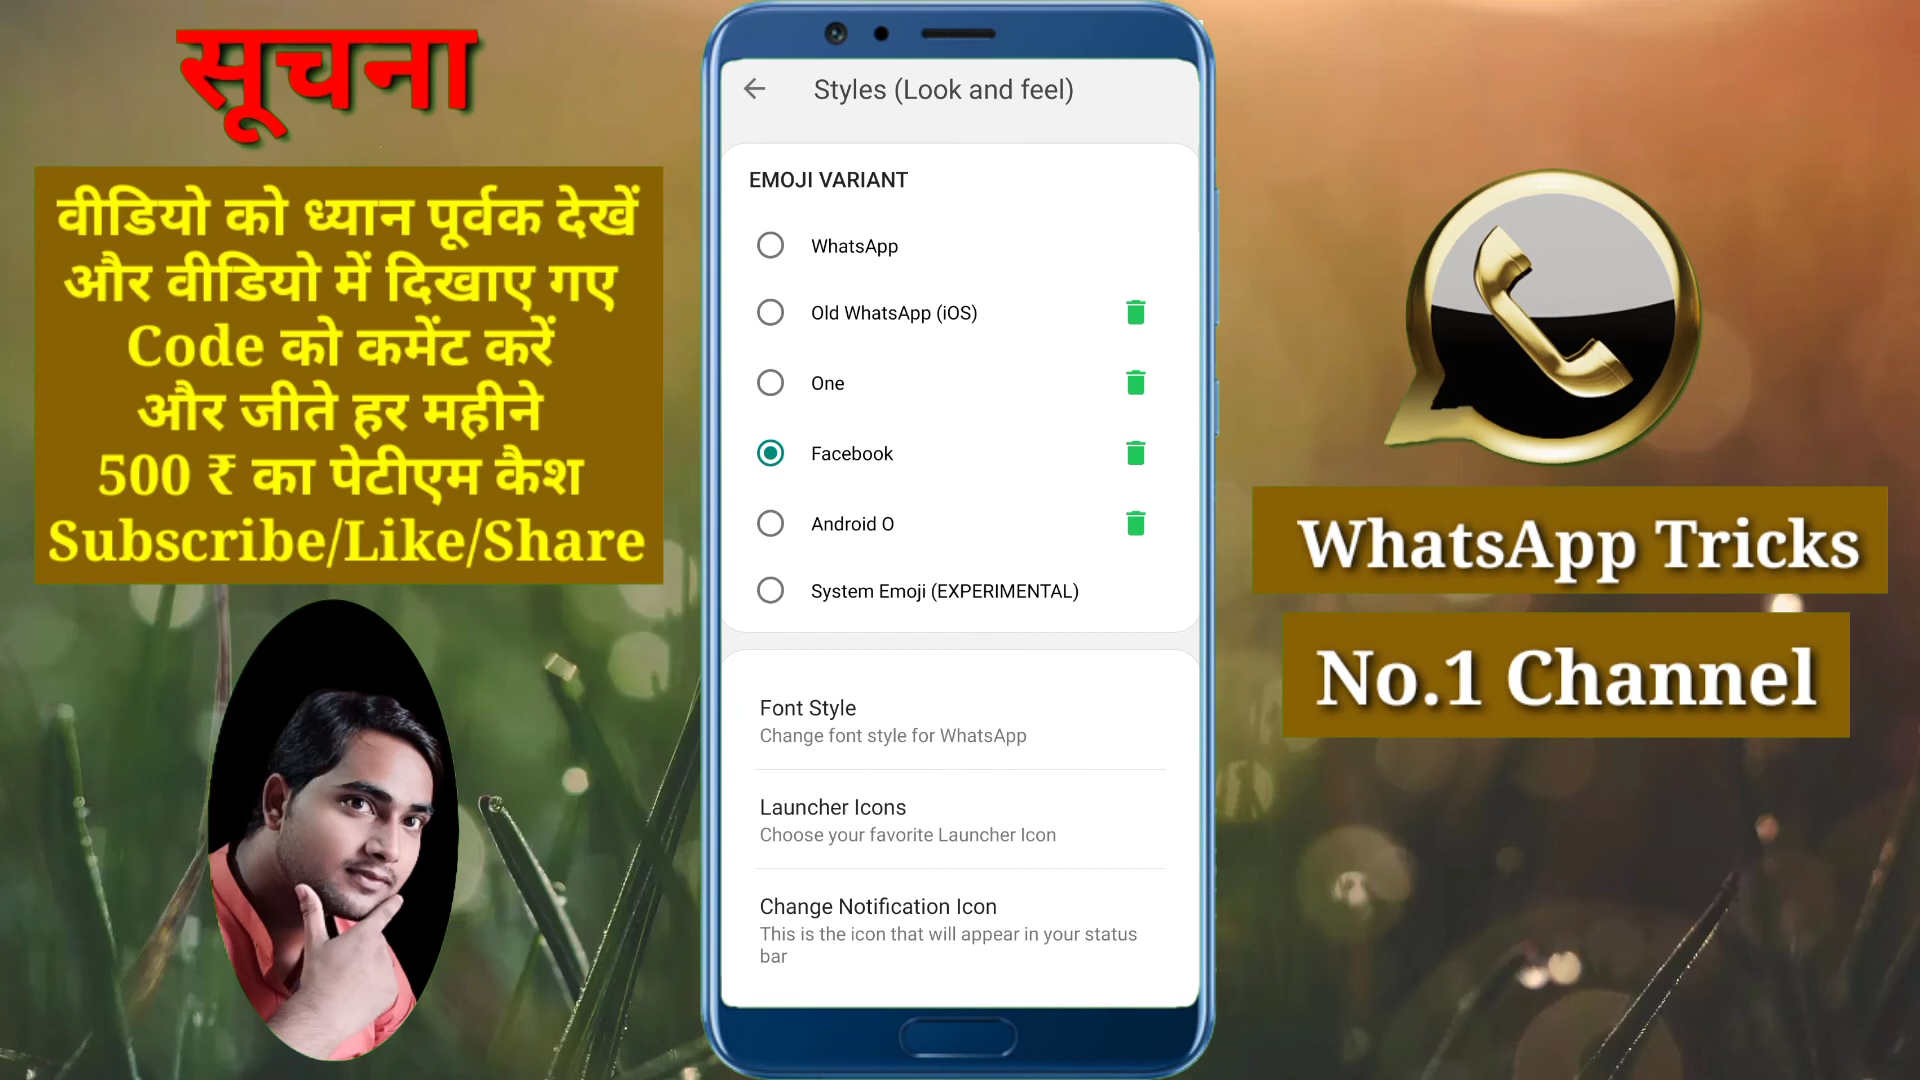 सूचना
वीडियो को ध्यान पूर्वक देखें
और वीडियो में दिखाए गए
Code को कमेंट करें
और जीते हर महीने
500 ₹ का पेटीएम कैश
Subscribe/Like/Share
Styles (Look and feel)
EMOJI VARIANT
WhatsApp
Old WhatsApp (iOS)
One
Facebook
Android O
System Emoji (EXPERIMENTAL)
Font Style
Change font style for WhatsApp
Launcher Icons
Choose your favorite Launcher Icon
Change Notification Icon
This is the icon that will appear in your status
bar
WhatsApp Tricks
No.1 Channel